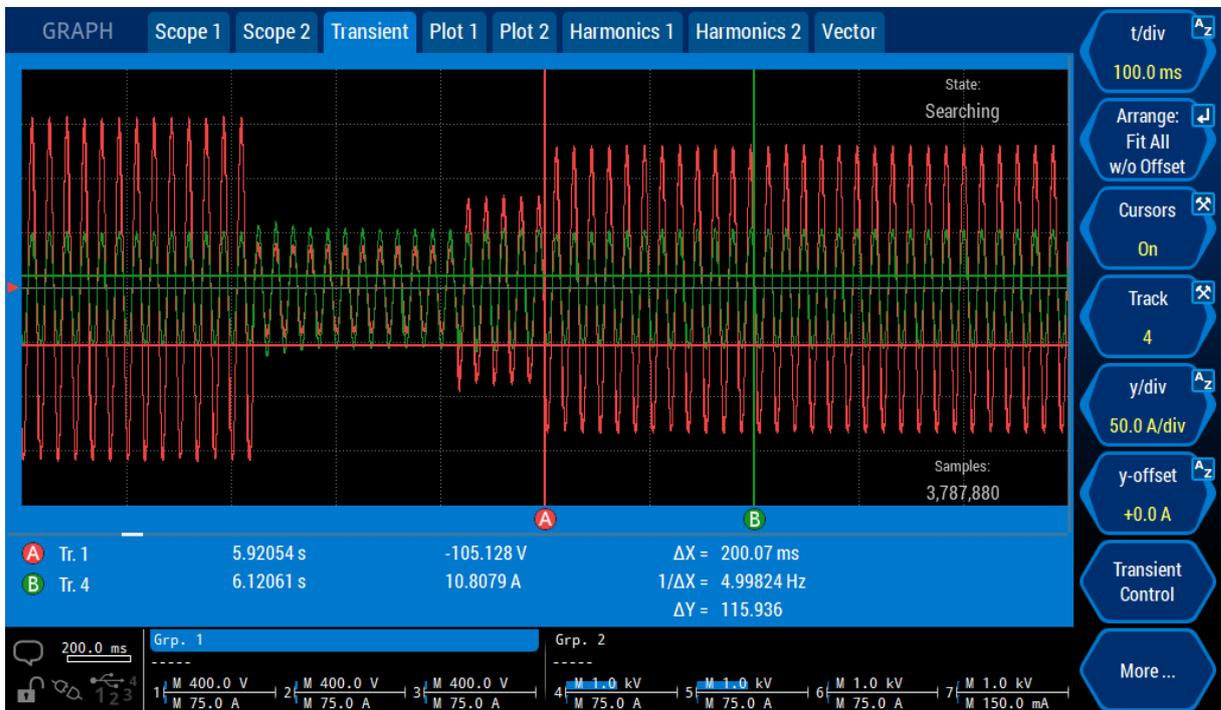 GRAPH Scope 1 Scope 2 Transient Plot 1 Plot 2 Harmonics 1 Harmonics 2 Vector
State:
Searching
Samples:
3,787,880
A B
A Tr. 1 5.92054 s -105.128 V ΔX = 200.07 ms
B Tr. 4 6.12061 s 10.8079 A 1/ΔX = 4.99824 Hz
ΔY = 115.936
t/div
A
Z
100.0 ms
Arrange:
Fit All
w/o Offset
Cursors
On
Track
4
y/div
A
Z
50.0 A/div
y-offset
A
Z
+0.0 A
Transient
Control
More ...
200.0 ms
4
1 2 3
Grp. 1
-----
1 M 400.0 V
M 75.0 A
2 M 400.0 V
M 75.0 A
3 M 400.0 V
M 75.0 A
Grp. 2
-----
4 M 1.0 kV
M 75.0 A
5 M 1.0 kV
M 75.0 A
6 M 1.0 kV
M 75.0 A
7 M 1.0 kV
M 150.0 mA